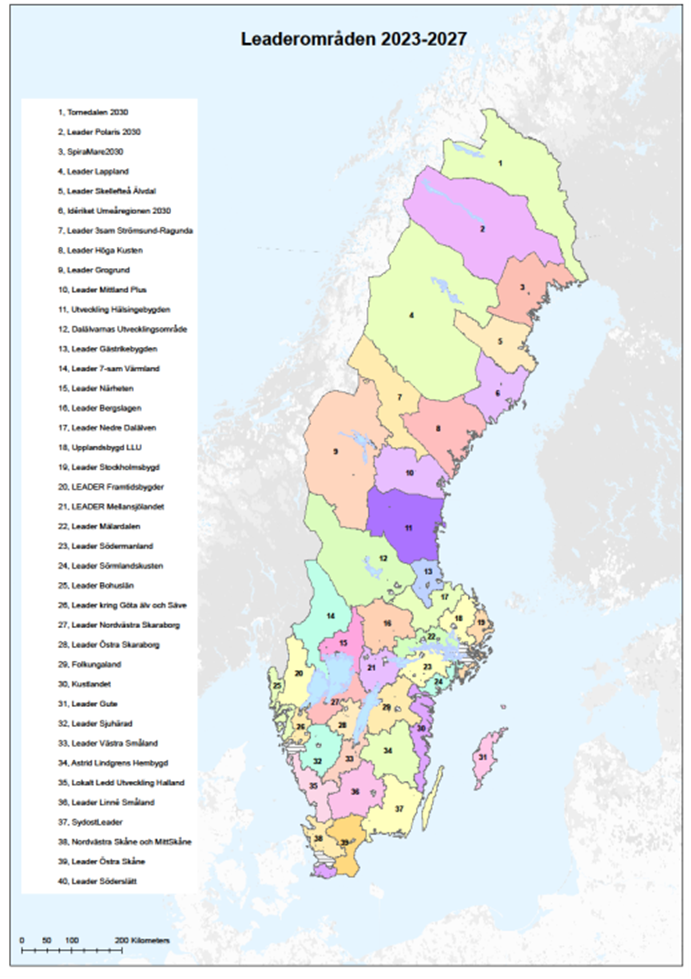 Leaderområden 2023-2027
1, Tornedalen 2030
2, Leader Polaris 2030
3, SpiraMare2030
4, Leader Lappland
5, Leader Skellefteå Älvdal
6, Idériket Umeåregionen 2030
7, Leader 3sam Strömsund-Ragunda
8, Leader Höga Kusten
9, Leader Grogrund
10, Leader Mittland Plus
11, Utveckling Hälsingebygden
12, Dalälvarnas Utvecklingsområde
13, Leader Gästrikebygden
14, Leader 7-sam Värmland
15, Leader Närheten
16, Leader Bergslagen
17, Leader Nedre Dalälven
18, Upplandsbygd LLU
19, Leader Stockholmsbygd
20, LEADER Framtidsbygder
21, LEADER Mellansjölandet
22, Leader Mälardalen
23, Leader Södermanland
24, Leader Sörmlandskusten
25, Leader Bohuslän
26, Leader kring Göta älv och Säve
27, Leader Nordvästra Skaraborg
28, Leader Östra Skaraborg
29, Folkungaland
30, Kustlandet
31, Leader Gute
32, Leader Sjuhärad
33, Leader Västra Småland
34, Astrid Lindgrens Hembygd
35, Lokalt Ledd Utveckling Halland
36, Leader Linné Småland
37, SydostLeader
38, Nordvästra Skåne och MittSkåne
39, Leader Östra Skåne
40, Leader Söderslätt
1
2
3
4
5
6
7
8
9
10
11
12
13
14
15
16
17
18
19
20
21
22
23
24
25
26
27
28
29
30
31
32
33
34
35
36
37
38
39
0 50 100 200 Kilometers